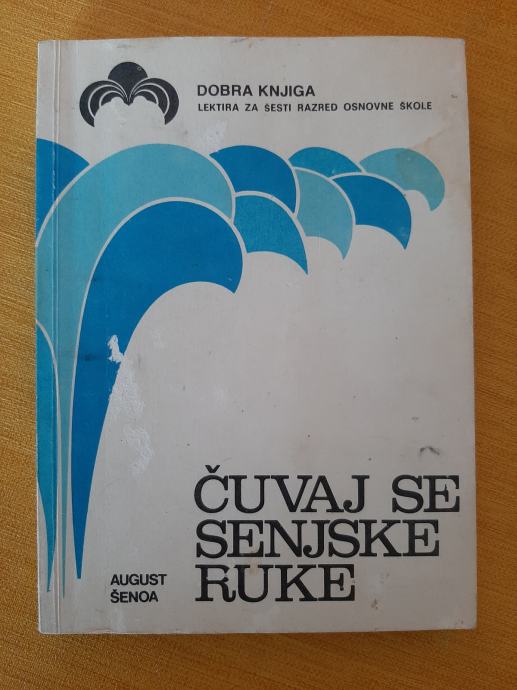 DOBRA KNJIGA
LEKTIRA ZA ŠESTI RAZRED OSNOVNE ŠKOLE
ČUVAJ SE
SENJSKE
RUKE
AUGUST
ŠENOA